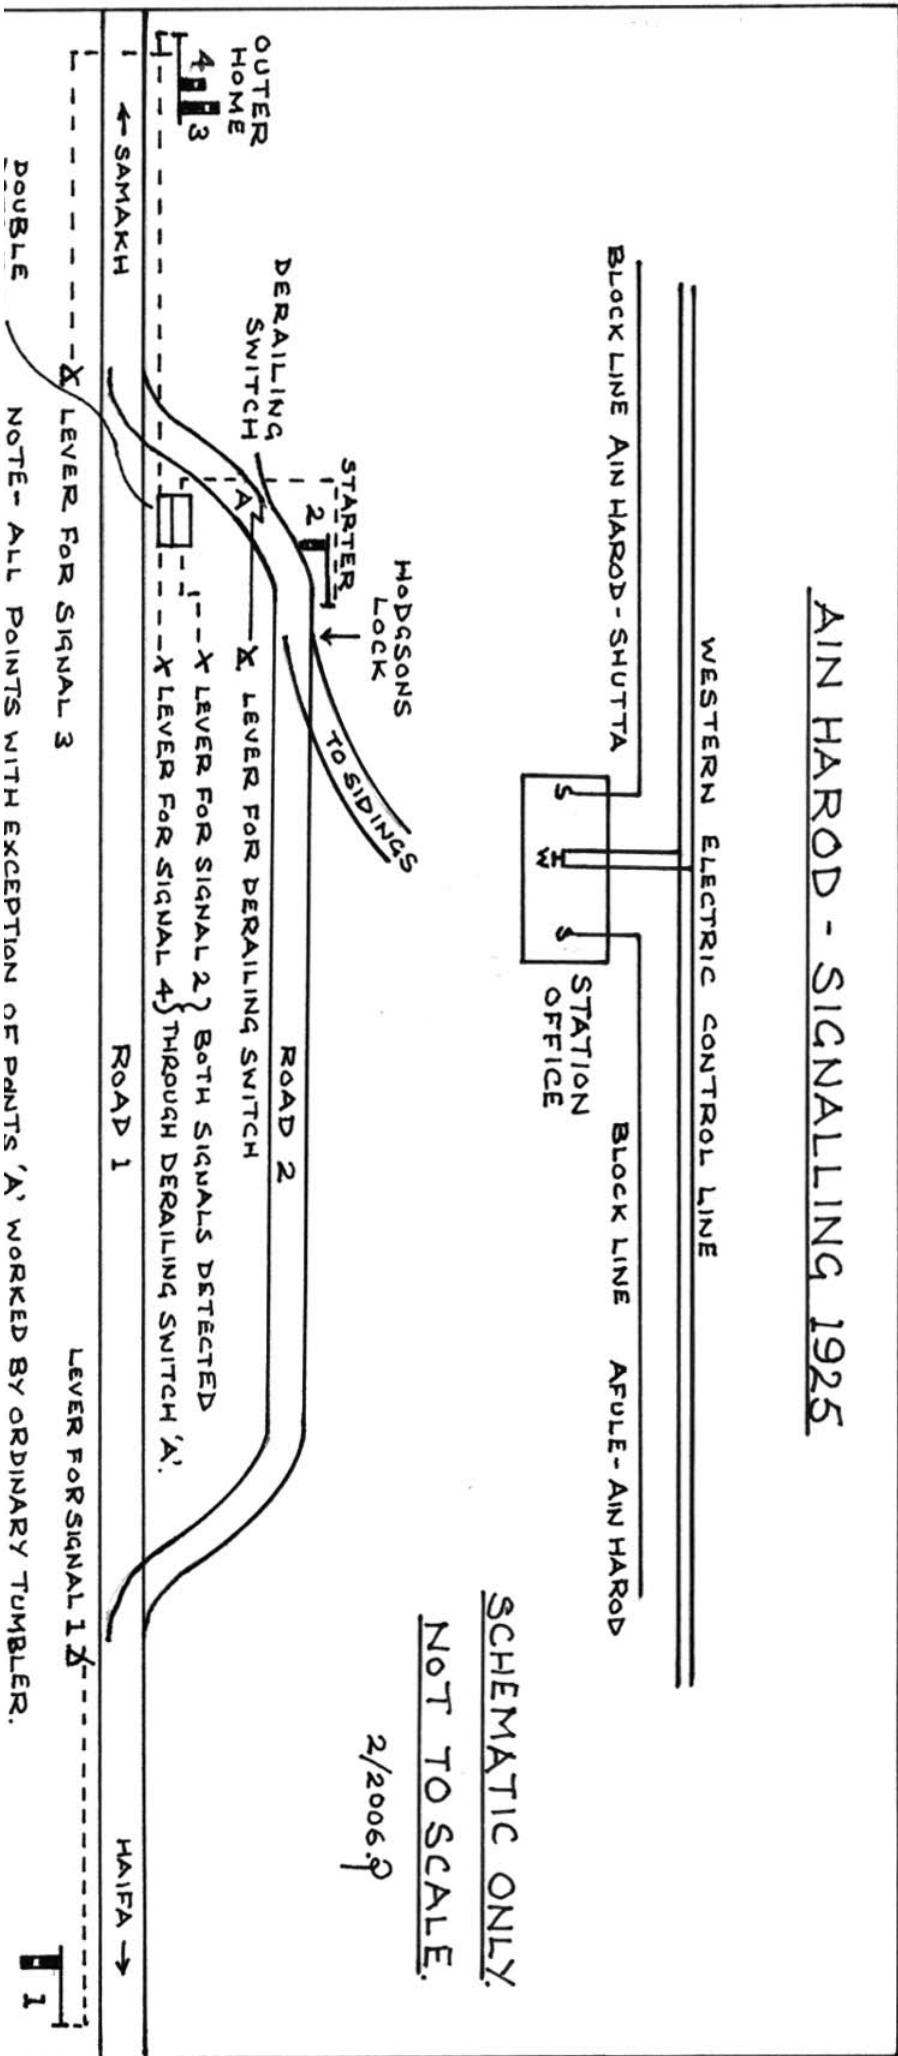 AIN HAROD - SIGNALLING 1925
WESTERN ELECTRIC CONTROL LINE
BLOCK LINE AIN HAROD - SHUTTA
BLOCK LINE AFULE - AIN HAROD
S
W
S
STATION
OFFICE
SCHEMATIC ONLY.
NOT TO SCALE.
2/2006.
HODGSONS
LOCK
TO SIDINGS
STARTER
2
DERAILING
SWITCH
A
OUTER
HOME
4
3
ROAD 2
X LEVER FOR DERAILING SWITCH
X LEVER FOR SIGNAL 2 } BOTH SIGNALS DETECTED
X LEVER FOR SIGNAL 4 } THROUGH DERAILING SWITCH 'A'.
← SAMAKH
ROAD 1
HAIFA →
X LEVER FOR SIGNAL 3
LEVER FOR SIGNAL 1 X
1
DOUBLE
NOTE - ALL POINTS WITH EXCEPTION OF POINTS 'A' WORKED BY ORDINARY TUMBLER.